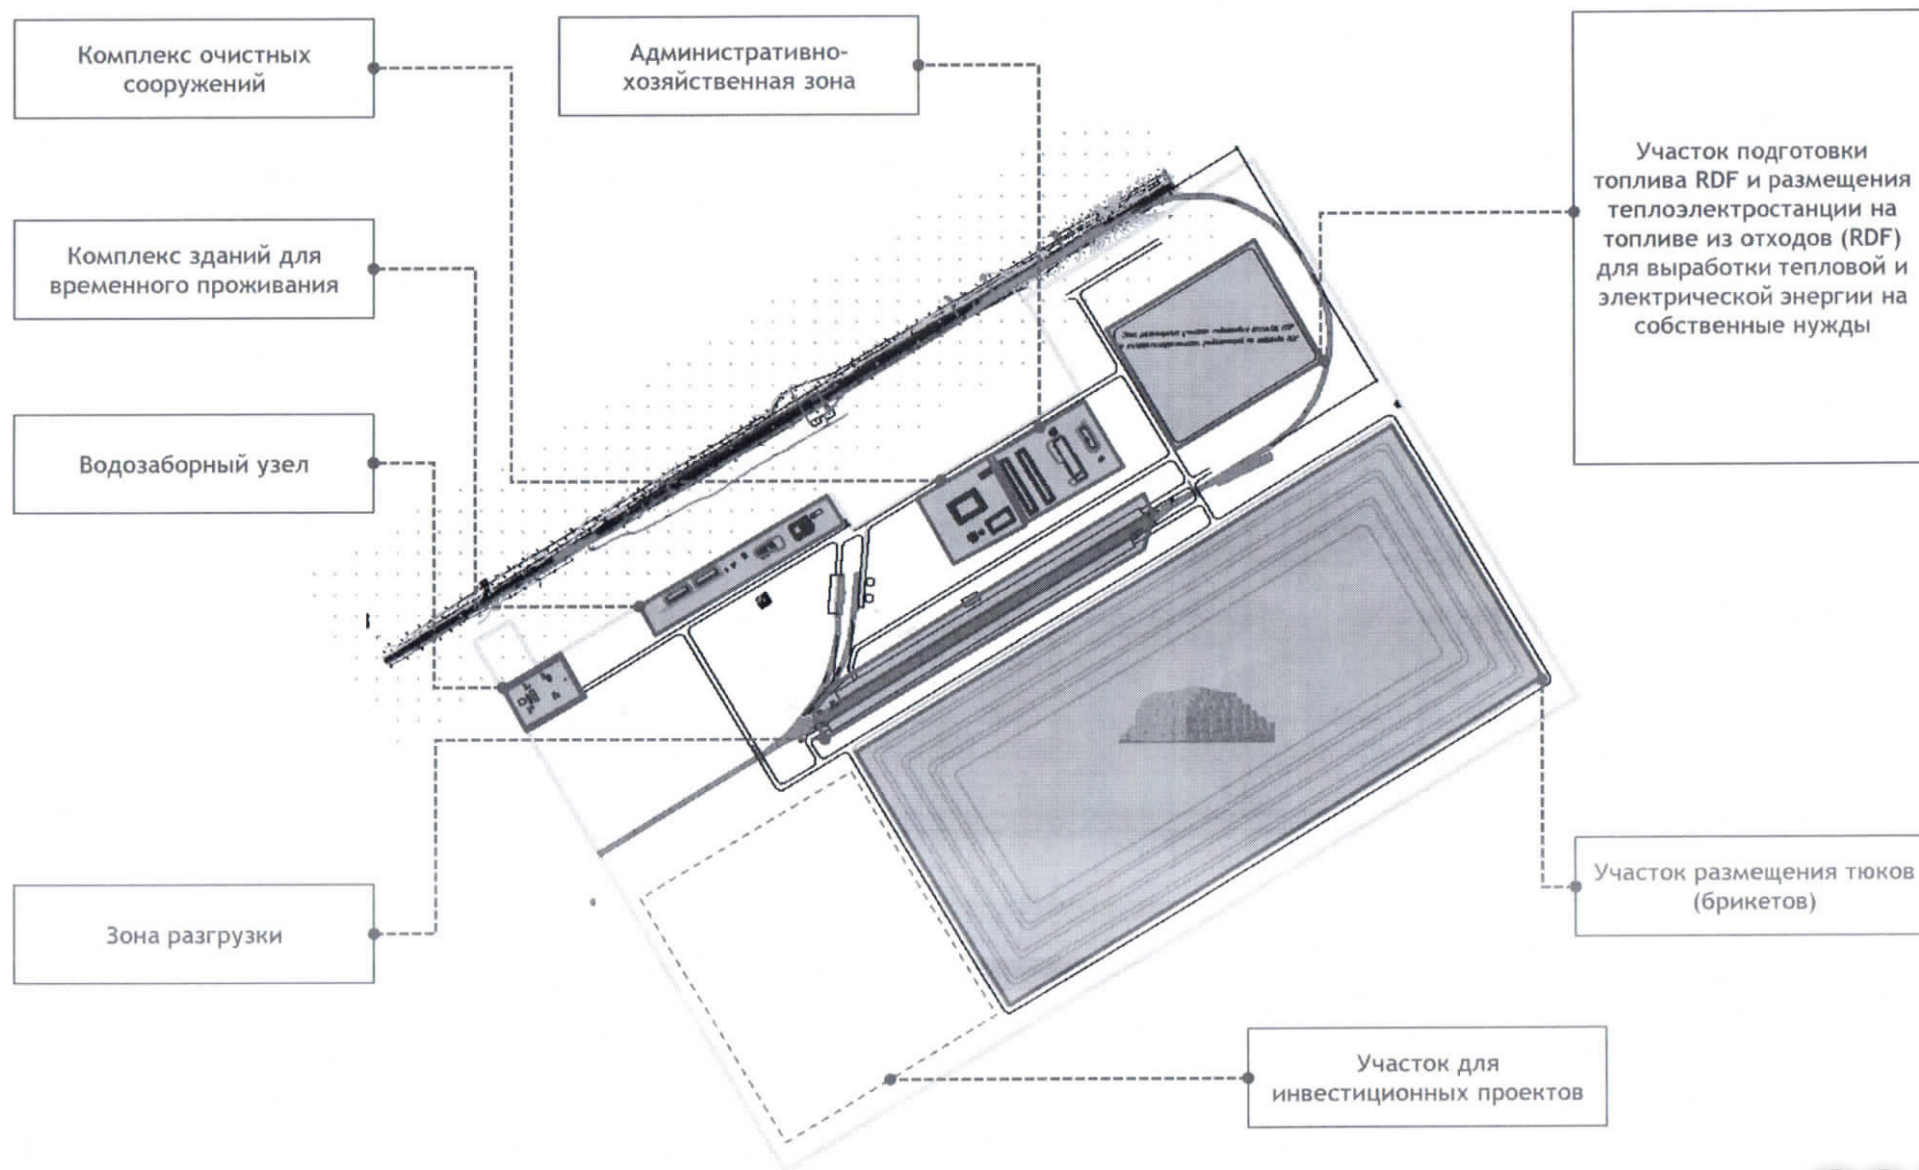 Комплекс очистных
сооружений
Административно-
хозяйственная зона
Участок подготовки
топлива RDF и размещения
теплоэлектростанции на
топливе из отходов (RDF)
для выработки тепловой и
электрической энергии на
собственные нужды
Комплекс зданий для
временного проживания
Водозаборный узел
Зона разгрузки
Участок размещения тюков
(брикетов)
Участок для
инвестиционных проектов